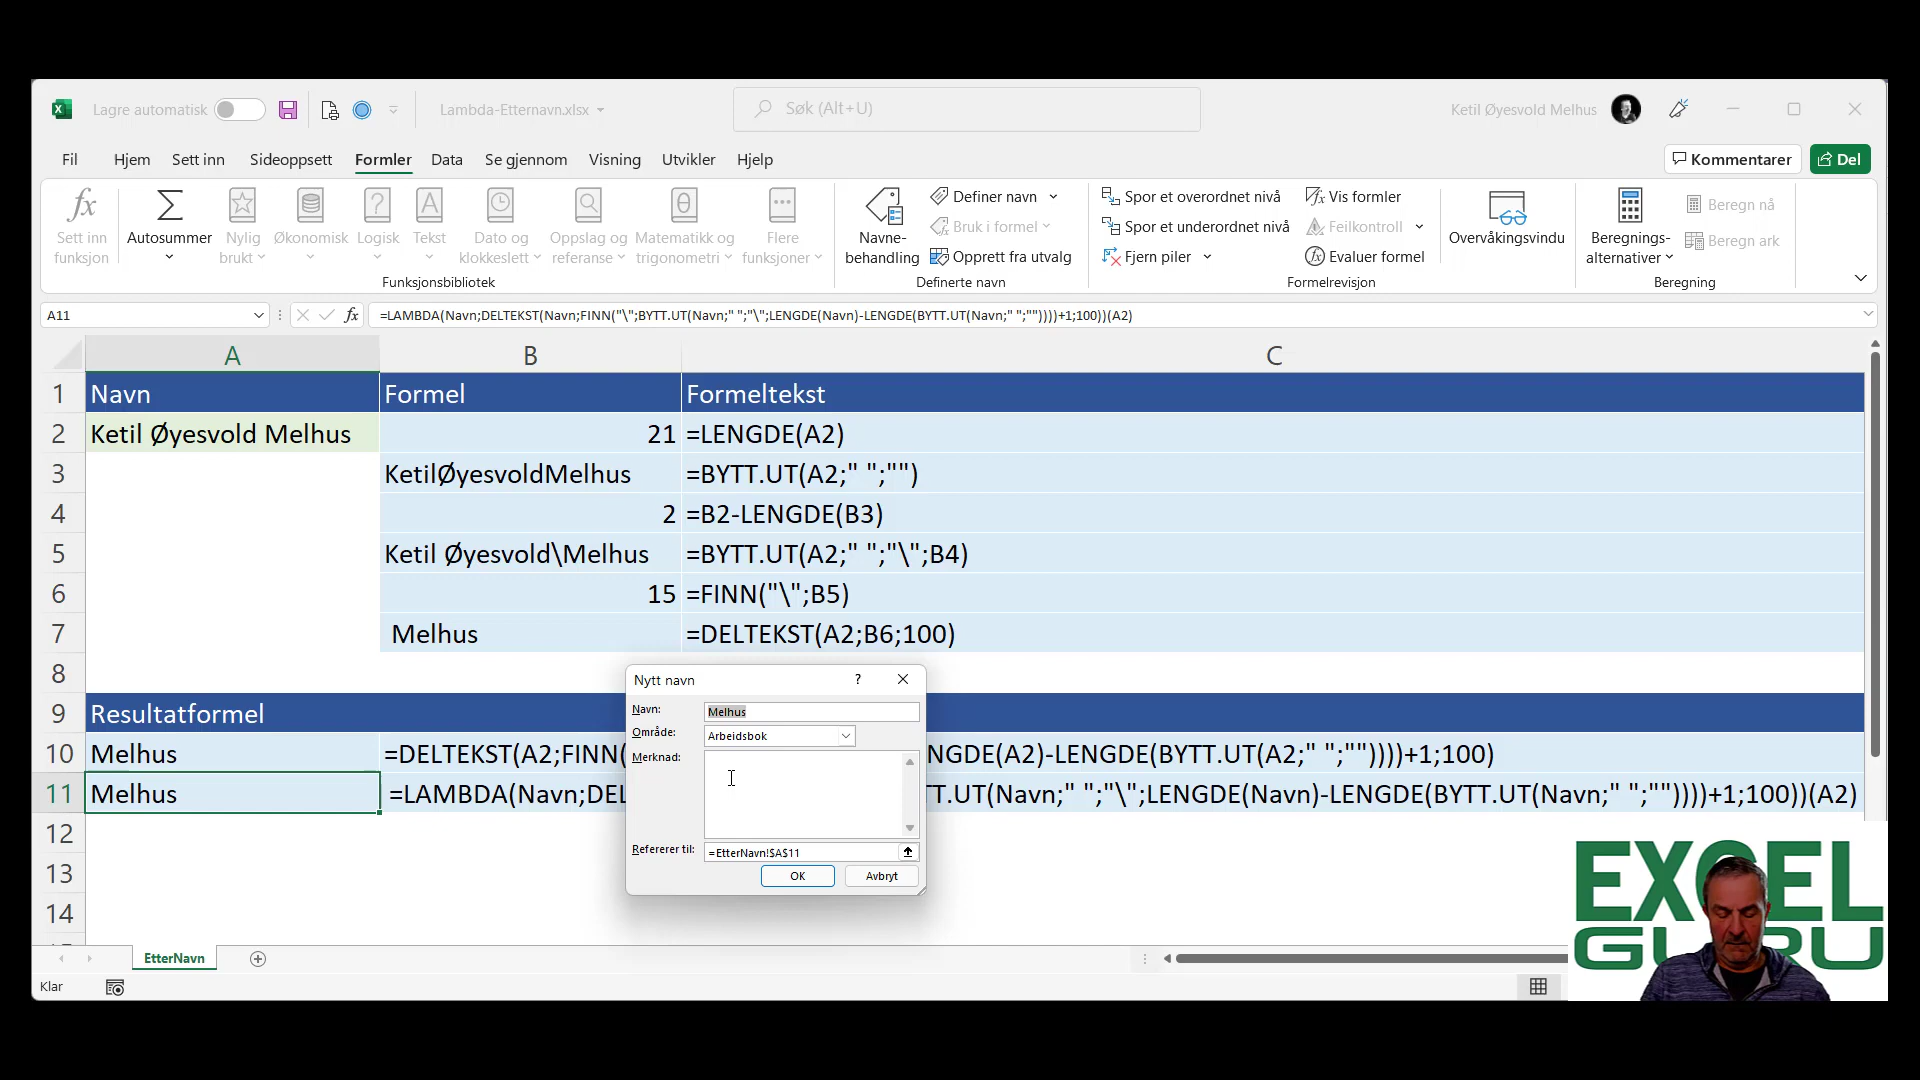 Lagre automatisk
Lambda-Etternavn.xlsx
Søk (Alt+U)
Ketil Øyesvold Melhus
Fil Hjem Sett inn Sideoppsett Formler Data Se gjennom Visning Utvikler Hjelp
Kommentarer Del
Sett inn funksjon
Autosummer
Nylig brukt
Økonomisk
Logisk
Tekst
Dato og klokkeslett
Oppslag og referanse
Matematikk og trigonometri
Flere funksjoner
Funksjonsbibliotek
Navne-
behandling
Definer navn
Bruk i formel
Opprett fra utvalg
Definerte navn
Spor et overordnet nivå
Spor et underordnet nivå
Fjern piler
Vis formler
Feilkontroll
Evaluer formel
Formelrevisjon
Overvåkingsvindu
Beregnings-
alternativer
Beregn nå
Beregn ark
Beregning
A11
fx =LAMBDA(Navn;DELTEKST(Navn;FINN("\";BYTT.UT(Navn;" ";"\";LENGDE(Navn)-LENGDE(BYTT.UT(Navn;" ";""))))+1;100))(A2)
A B C
1 Navn Formel Formeltekst
2 Ketil Øyesvold Melhus 21 =LENGDE(A2)
3 KetilØyesvoldMelhus =BYTT.UT(A2;" ";"")
4 2 =B2-LENGDE(B3)
5 Ketil Øyesvold\Melhus =BYTT.UT(A2;" ";"\";B4)
6 15 =FINN("\";B5)
7 Melhus =DELTEKST(A2;B6;100)
8
9 Resultatformel
10 Melhus =DELTEKST(A2;FINN( NGDE(A2)-LENGDE(BYTT.UT(A2;" ";""))))+1;100)
11 Melhus =LAMBDA(Navn;DEL TT.UT(Navn;" ";"\";LENGDE(Navn)-LENGDE(BYTT.UT(Navn;" ";""))))+1;100))(A2)
12
13
14
Nytt navn ?
Navn: Melhus
Område: Arbeidsbok
Merknad:
Refererer til: =EtterNavn!$A$11
OK Avbryt
EtterNavn
Klar
EXCEL
GURU